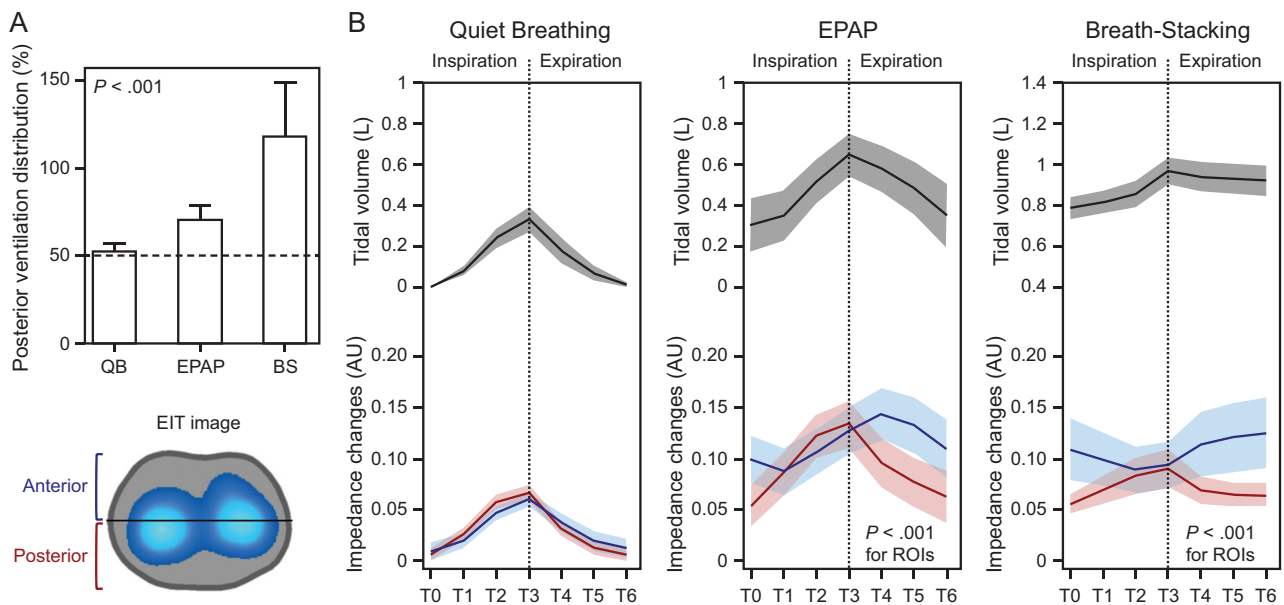 A
Posterior ventilation distribution (%)
150
100
50
0
P < .001
QB EPAP BS
EIT image
Anterior
Posterior
B
Quiet Breathing
Inspiration Expiration
Tidal volume (L)
1
0.8
0.6
0.4
0.2
0
Impedance changes (AU)
0.20
0.15
0.10
0.05
0
T0 T1 T2 T3 T4 T5 T6
EPAP
Inspiration Expiration
Tidal volume (L)
1
0.8
0.6
0.4
0.2
0
Impedance changes (AU)
0.20
0.15
0.10
0.05
0
P < .001
for ROIs
T0 T1 T2 T3 T4 T5 T6
Breath-Stacking
Inspiration Expiration
Tidal volume (L)
1.4
1.2
1
0.8
0.6
0.4
Impedance changes (AU)
0.20
0.15
0.10
0.05
0
P < .001
for ROIs
T0 T1 T2 T3 T4 T5 T6